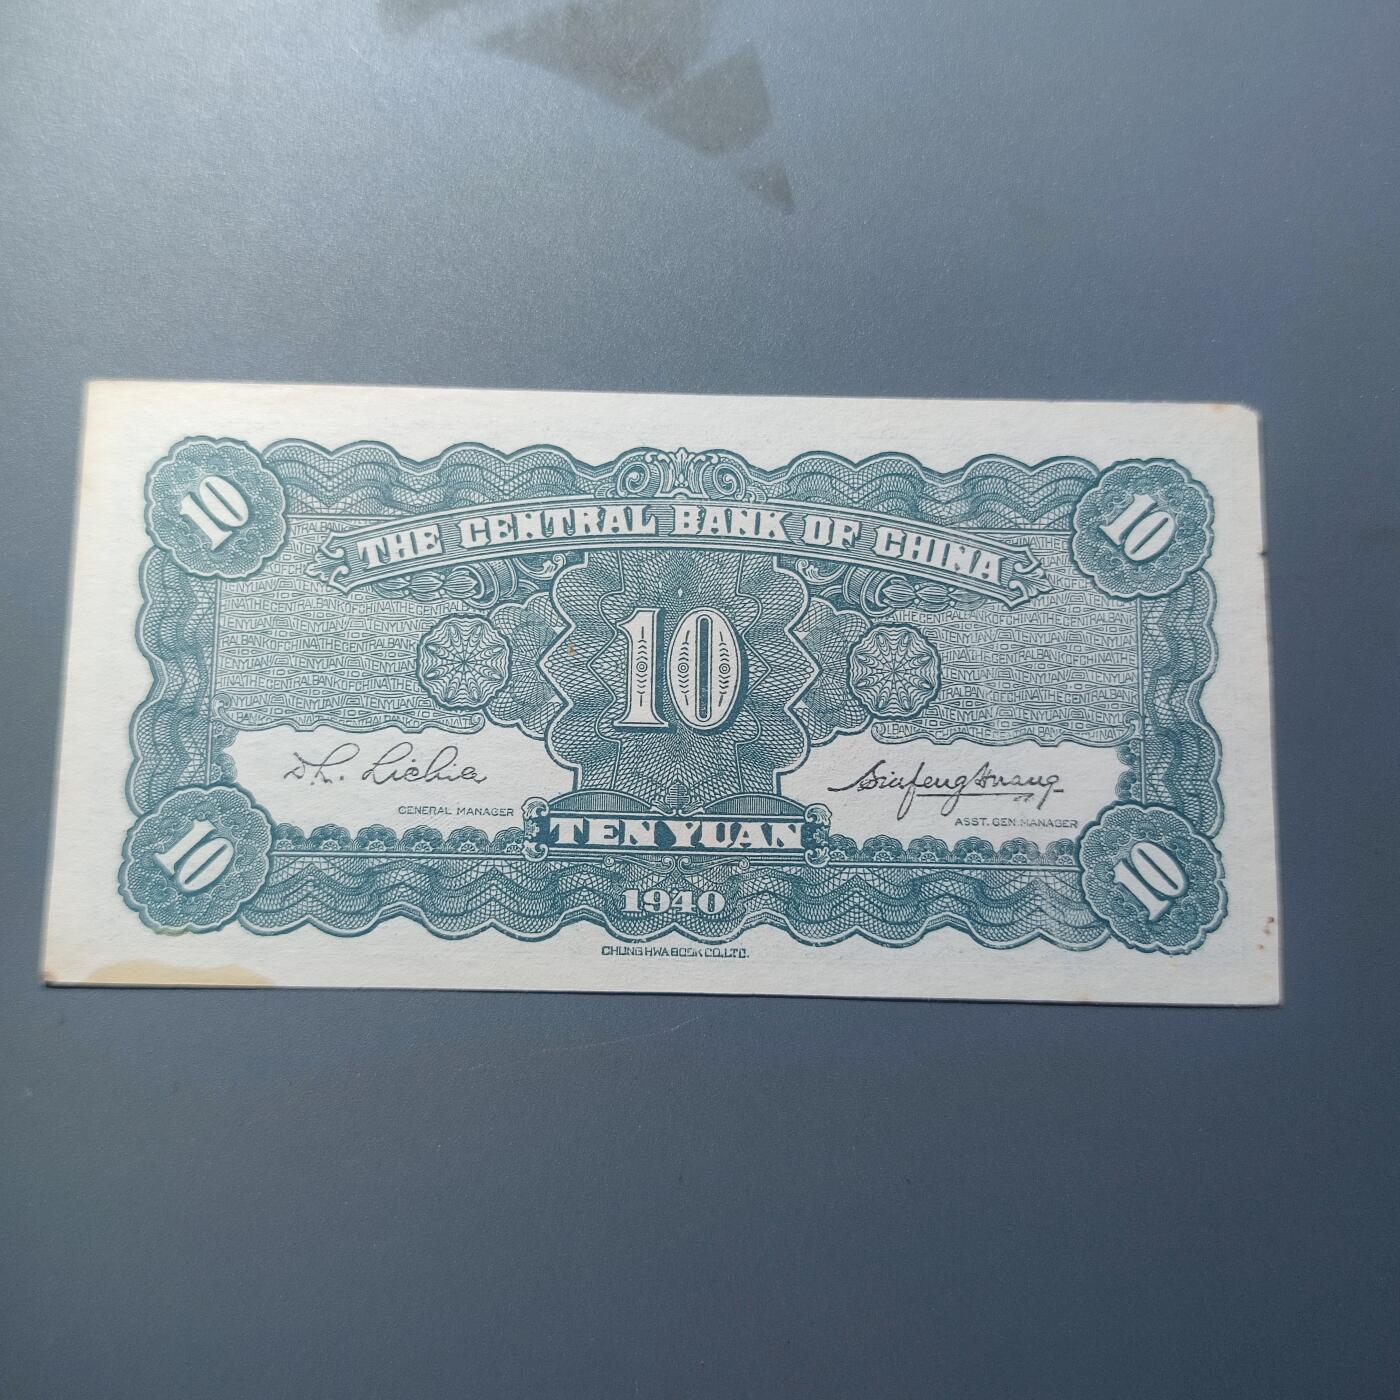 10 10
THE CENTRAL BANK OF CHINA
10
GENERAL MANAGER
ASST. GEN. MANAGER
TEN YUAN
10 10
1940
CHUNG HWA BOOK CO., LTD.